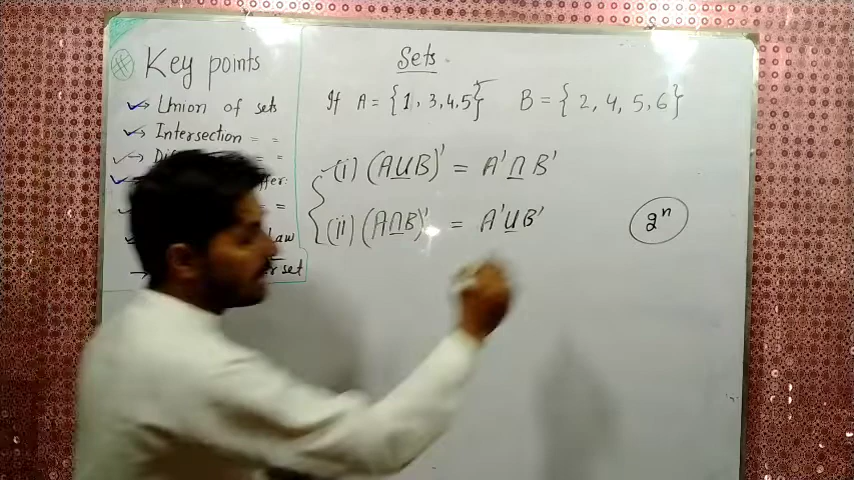 Key points
Union of sets
Intersection = =
=
=
Law
set
Sets
If A = {1, 3, 4, 5} B = { 2, 4, 5, 6 }
(i) (A∪B)' = A' ∩ B'
(ii) (A∩B)' = A' ∪ B'
2ⁿ